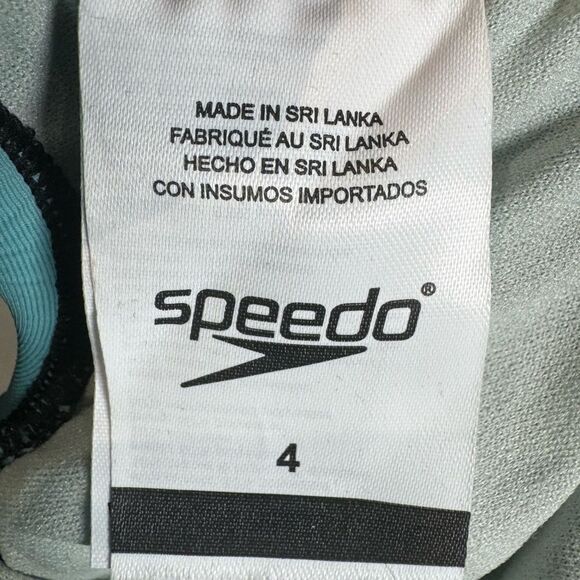 MADE IN SRI LANKA
FABRIQUÉ AU SRI LANKA
HECHO EN SRI LANKA
CON INSUMOS IMPORTADOS
speedo®
4